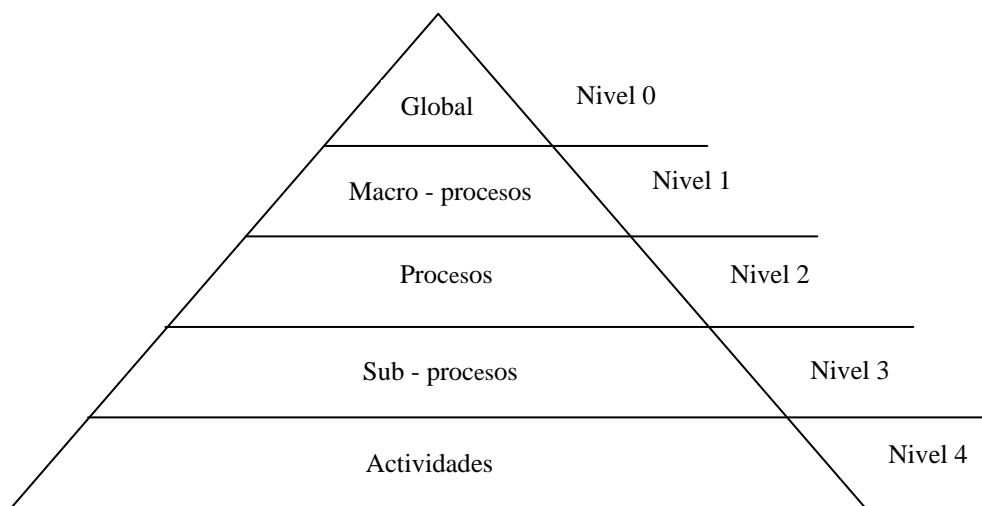 Global
Nivel 0
Macro - procesos
Nivel 1
Procesos
Nivel 2
Sub - procesos
Nivel 3
Actividades
Nivel 4